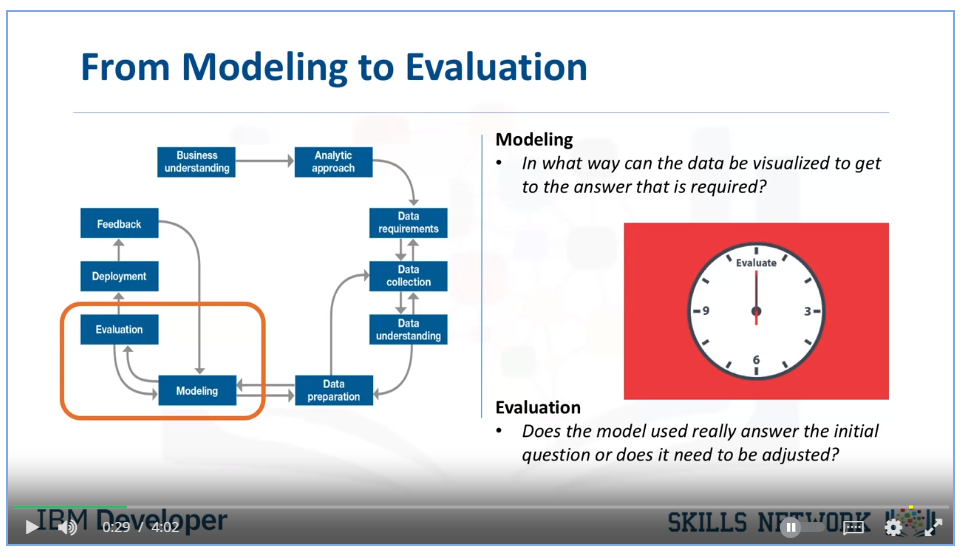 From Modeling to Evaluation
Business
understanding
Analytic
approach
Feedback
Data
requirements
Deployment
Data
collection
Evaluation
Data
understanding
Modeling
Data
preparation
Modeling
• In what way can the data be visualized to get
to the answer that is required?
Evaluate
9
3
6
Evaluation
• Does the model used really answer the initial
question or does it need to be adjusted?
IBM Developer
0:29 / 4:02
SKILLS NETWORK